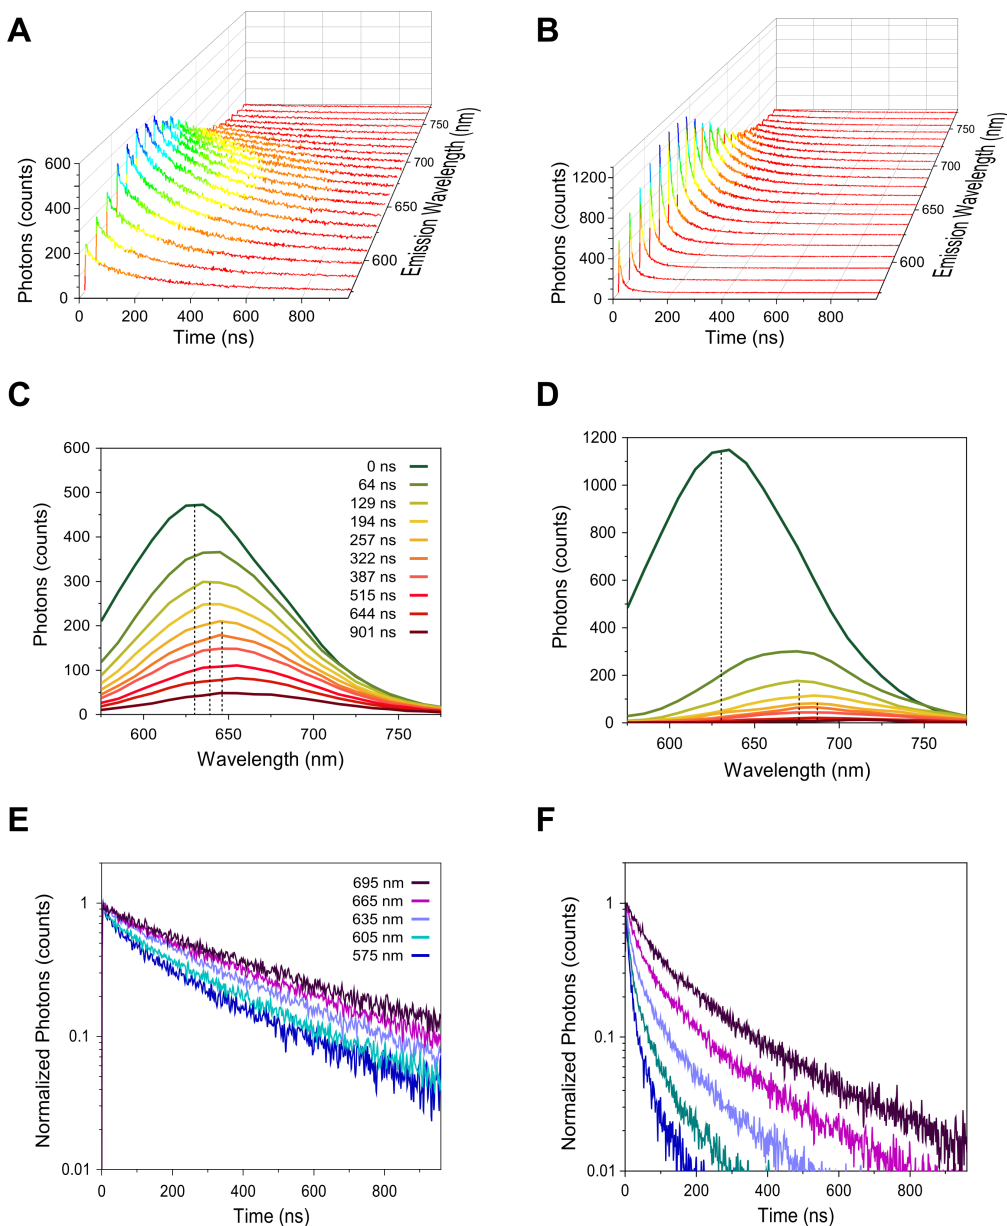 A
B
Photons (counts)
600
400
200
0
0
200
400
600
800
Time (ns)
600
650
700
750
Emission Wavelength (nm)
Photons (counts)
1200
800
400
0
0
200
400
600
800
Time (ns)
600
650
700
750
Emission Wavelength (nm)
C
D
Photons (counts)
600
500
400
300
200
100
0
600
650
700
750
Wavelength (nm)
0 ns
64 ns
129 ns
194 ns
257 ns
322 ns
387 ns
515 ns
644 ns
901 ns
Photons (counts)
1200
1000
800
600
400
200
0
600
650
700
750
Wavelength (nm)
E
F
Normalized Photons (counts)
1
0.1
0.01
0
200
400
600
800
Time (ns)
695 nm
665 nm
635 nm
605 nm
575 nm
Normalized Photons (counts)
1
0.1
0.01
0
200
400
600
800
Time (ns)